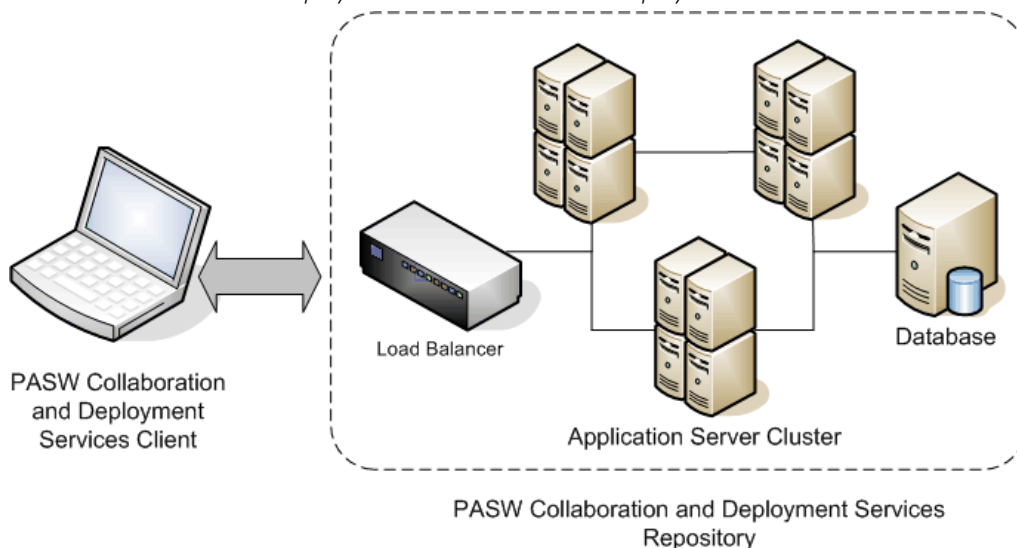 Load Balancer
Database
PASW Collaboration
and Deployment
Services Client
Application Server Cluster
PASW Collaboration and Deployment Services
Repository